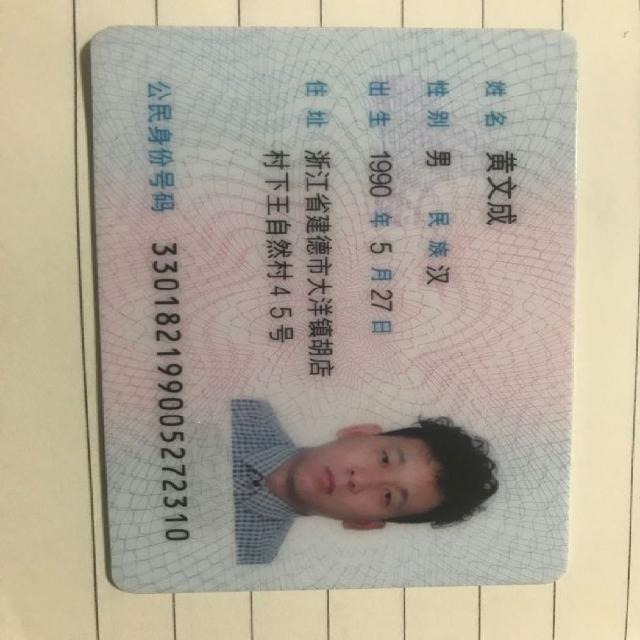 姓名 黄文成
性别 男 民族 汉
出生 1990 年 5 月 27 日
住址 浙江省建德市大洋镇胡店
村下王自然村45号
公民身份号码 330182199005272310